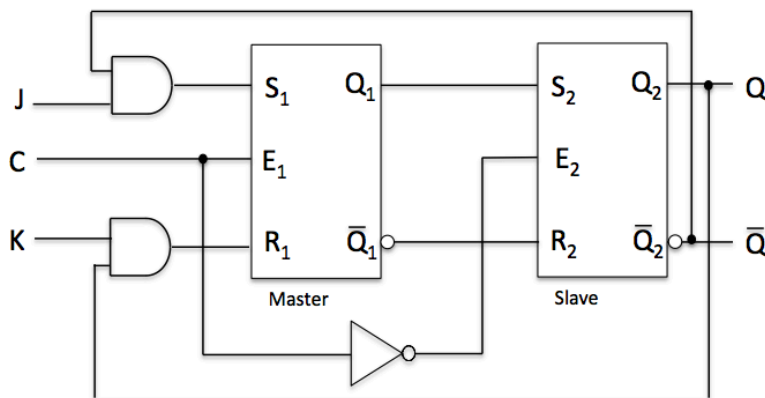 J
C
K
S₁ Q₁
E₁
R₁ Q̅₁
Master
S₂ Q₂
E₂
R₂ Q̅₂
Slave
Q
Q̅